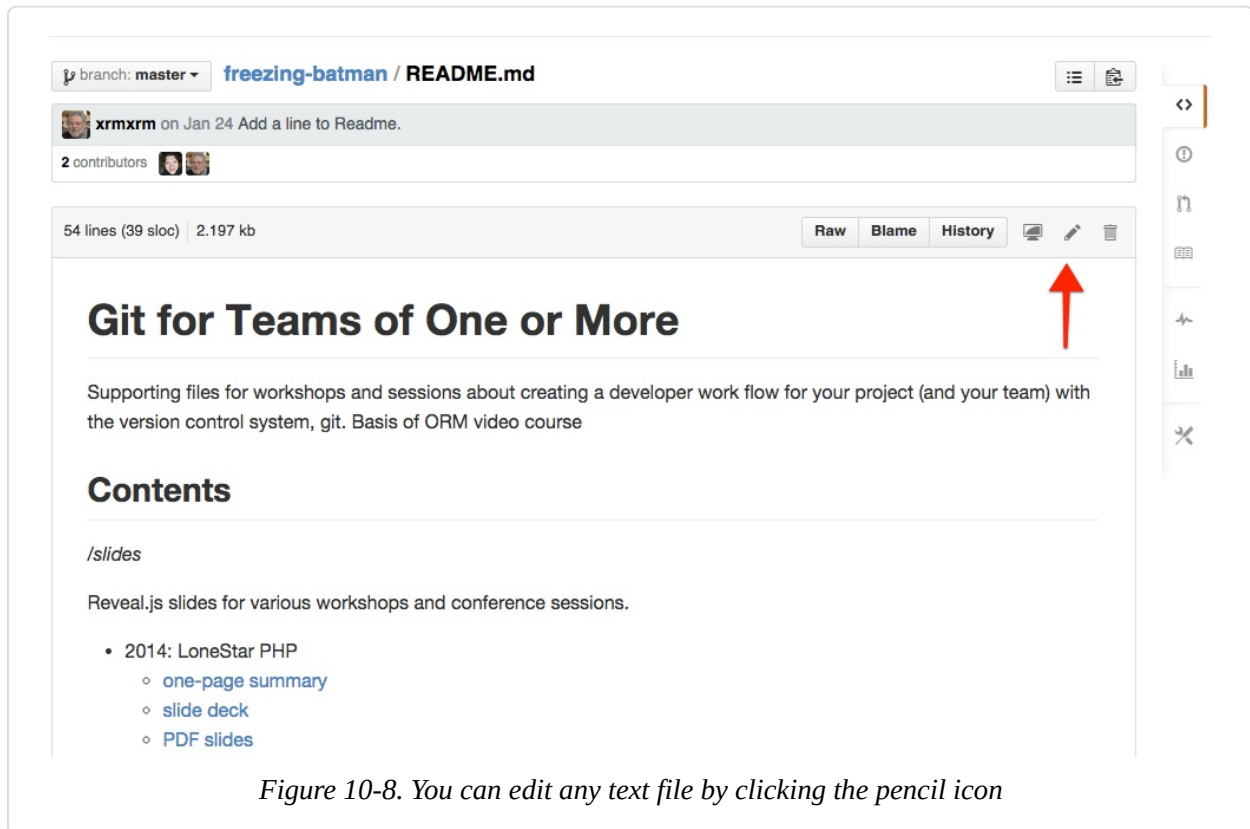 branch: master freezing-batman / README.md
xrmxrm on Jan 24 Add a line to Readme.
2 contributors
54 lines (39 sloc) 2.197 kb Raw Blame History
Git for Teams of One or More
Supporting files for workshops and sessions about creating a developer work flow for your project (and your team) with
the version control system, git. Basis of ORM video course
Contents
/slides
Reveal.js slides for various workshops and conference sessions.
• 2014: LoneStar PHP
◦ one-page summary
◦ slide deck
◦ PDF slides
Figure 10-8. You can edit any text file by clicking the pencil icon